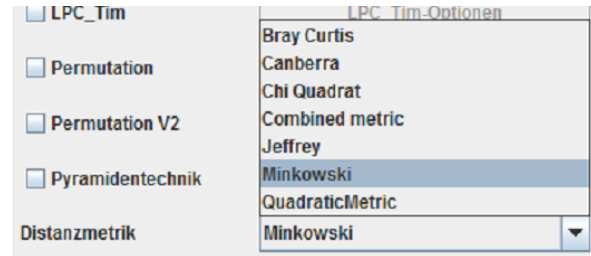 LPC_Tim
LPC_Tim-Optionen
Bray Curtis
Canberra
Permutation
Chi Quadrat
Combined metric
Permutation V2
Jeffrey
Minkowski
Pyramidentechnik
QuadraticMetric
Distanzmetrik
Minkowski